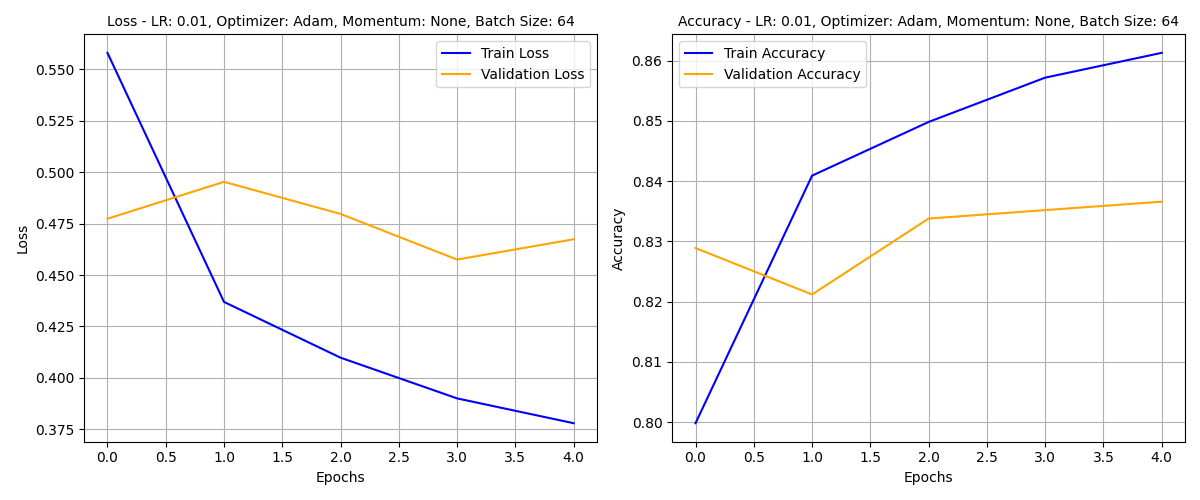 Loss - LR: 0.01, Optimizer: Adam, Momentum: None, Batch Size: 64
Train Loss
Validation Loss
0.550
0.525
0.500
0.475
0.450
0.425
0.400
0.375
Loss
0.0 0.5 1.0 1.5 2.0 2.5 3.0 3.5 4.0
Epochs
Accuracy - LR: 0.01, Optimizer: Adam, Momentum: None, Batch Size: 64
Train Accuracy
Validation Accuracy
0.86
0.85
0.84
0.83
0.82
0.81
0.80
Accuracy
0.0 0.5 1.0 1.5 2.0 2.5 3.0 3.5 4.0
Epochs